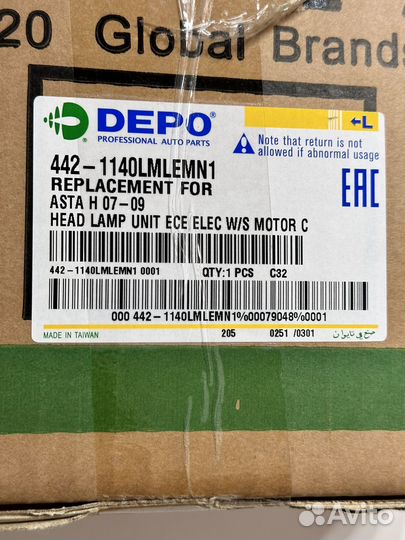 20 Global Brands
DEPO
PROFESSIONAL AUTO PARTS
←L
Note that return is not
allowed if abnormal usage
442-1140LMLEMN1
REPLACEMENT FOR
ASTA H 07-09
HEAD LAMP UNIT ECE ELEC W/S MOTOR C
EAC
442-1140LMLEMN1 0001 QTY:1 PCS C32
000 442-1140LMLEMN1%00079048%0001
MADE IN TAIWAN 205 0251 /0301 صنع في تايوان
Avito